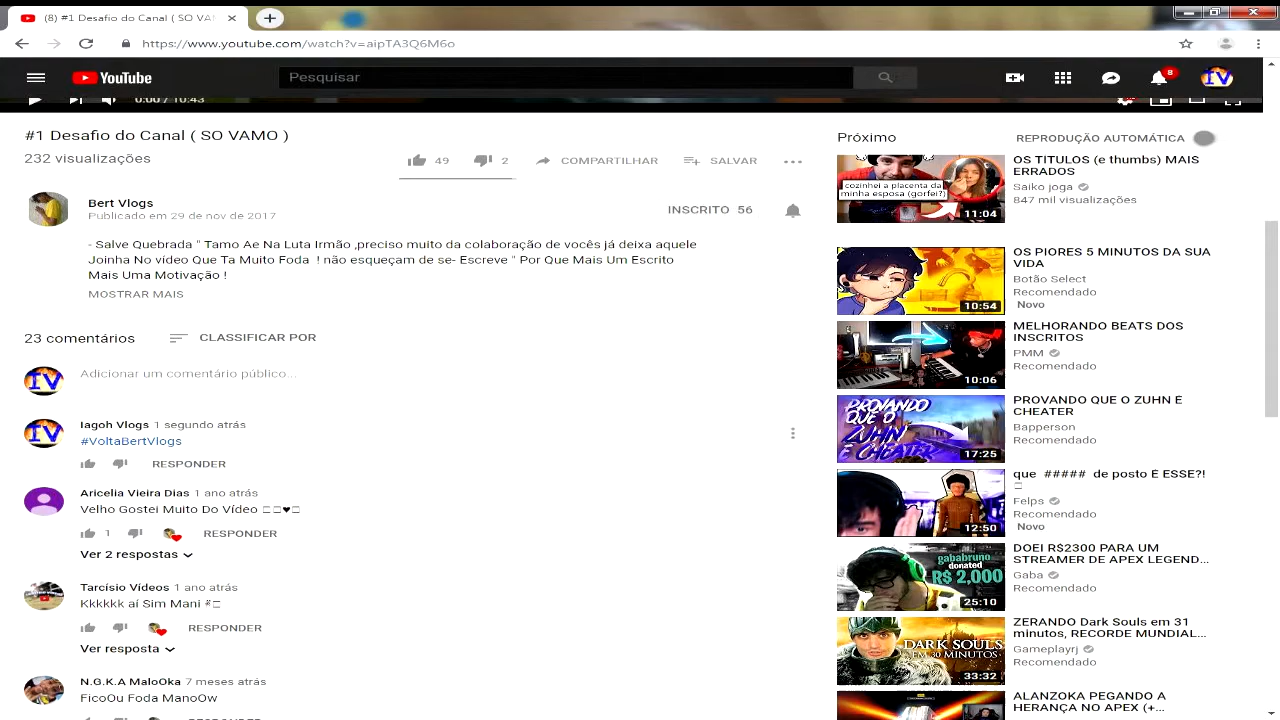 (8) #1 Desafio do Canal ( SO VAM
https://www.youtube.com/watch?v=aipTA3Q6M6o
YouTube
Pesquisar
8
IV
0:00 / 10:43
#1 Desafio do Canal ( SO VAMO )
232 visualizações
49
2
COMPARTILHAR
SALVAR
Bert Vlogs
Publicado em 29 de nov de 2017
INSCRITO 56
- Salve Quebrada " Tamo Ae Na Luta Irmão ,preciso muito da colaboração de vocês já deixa aquele
Joinha No vídeo Que Ta Muito Foda ! não esqueçam de se- Escreve " Por Que Mais Um Escrito
Mais Uma Motivação !
MOSTRAR MAIS
23 comentários
CLASSIFICAR POR
IV
Adicionar um comentário público...
IV
Iagoh Vlogs 1 segundo atrás
#VoltaBertVlogs
RESPONDER
Aricelia Vieira Dias 1 ano atrás
Velho Gostei Muito Do Vídeo
1
RESPONDER
Ver 2 respostas
Tarcísio Vídeos 1 ano atrás
Kkkkkk aí Sim Mani
RESPONDER
Ver resposta
N.G.K.A MaloOka 7 meses atrás
FicoOu Foda ManoOw
RESPONDER
Próximo
REPRODUÇÃO AUTOMÁTICA
cozinhei a placenta da
minha esposa (gorfei?)
11:04
OS TÍTULOS (e thumbs) MAIS
ERRADOS
Saiko joga
847 mil visualizações
10:54
OS PIORES 5 MINUTOS DA SUA
VIDA
Botão Select
Recomendado
Novo
10:06
MELHORANDO BEATS DOS
INSCRITOS
PMM
Recomendado
PROVANDO
QUE O
ZUHN
É CHEATER
17:25
PROVANDO QUE O ZUHN É
CHEATER
Bapperson
Recomendado
12:50
que ##### de posto É ESSE?!
Felps
Recomendado
Novo
gababruno
donated
R$ 2,000
25:10
DOEI R$2300 PARA UM
STREAMER DE APEX LEGEND...
Gaba
Recomendado
DARK SOULS
EM 30 MINUTOS
33:32
ZERANDO Dark Souls em 31
minutos, RECORDE MUNDIAL...
Gameplayrj
Recomendado
ALANZOKA PEGANDO A
HERANÇA NO APEX (+...